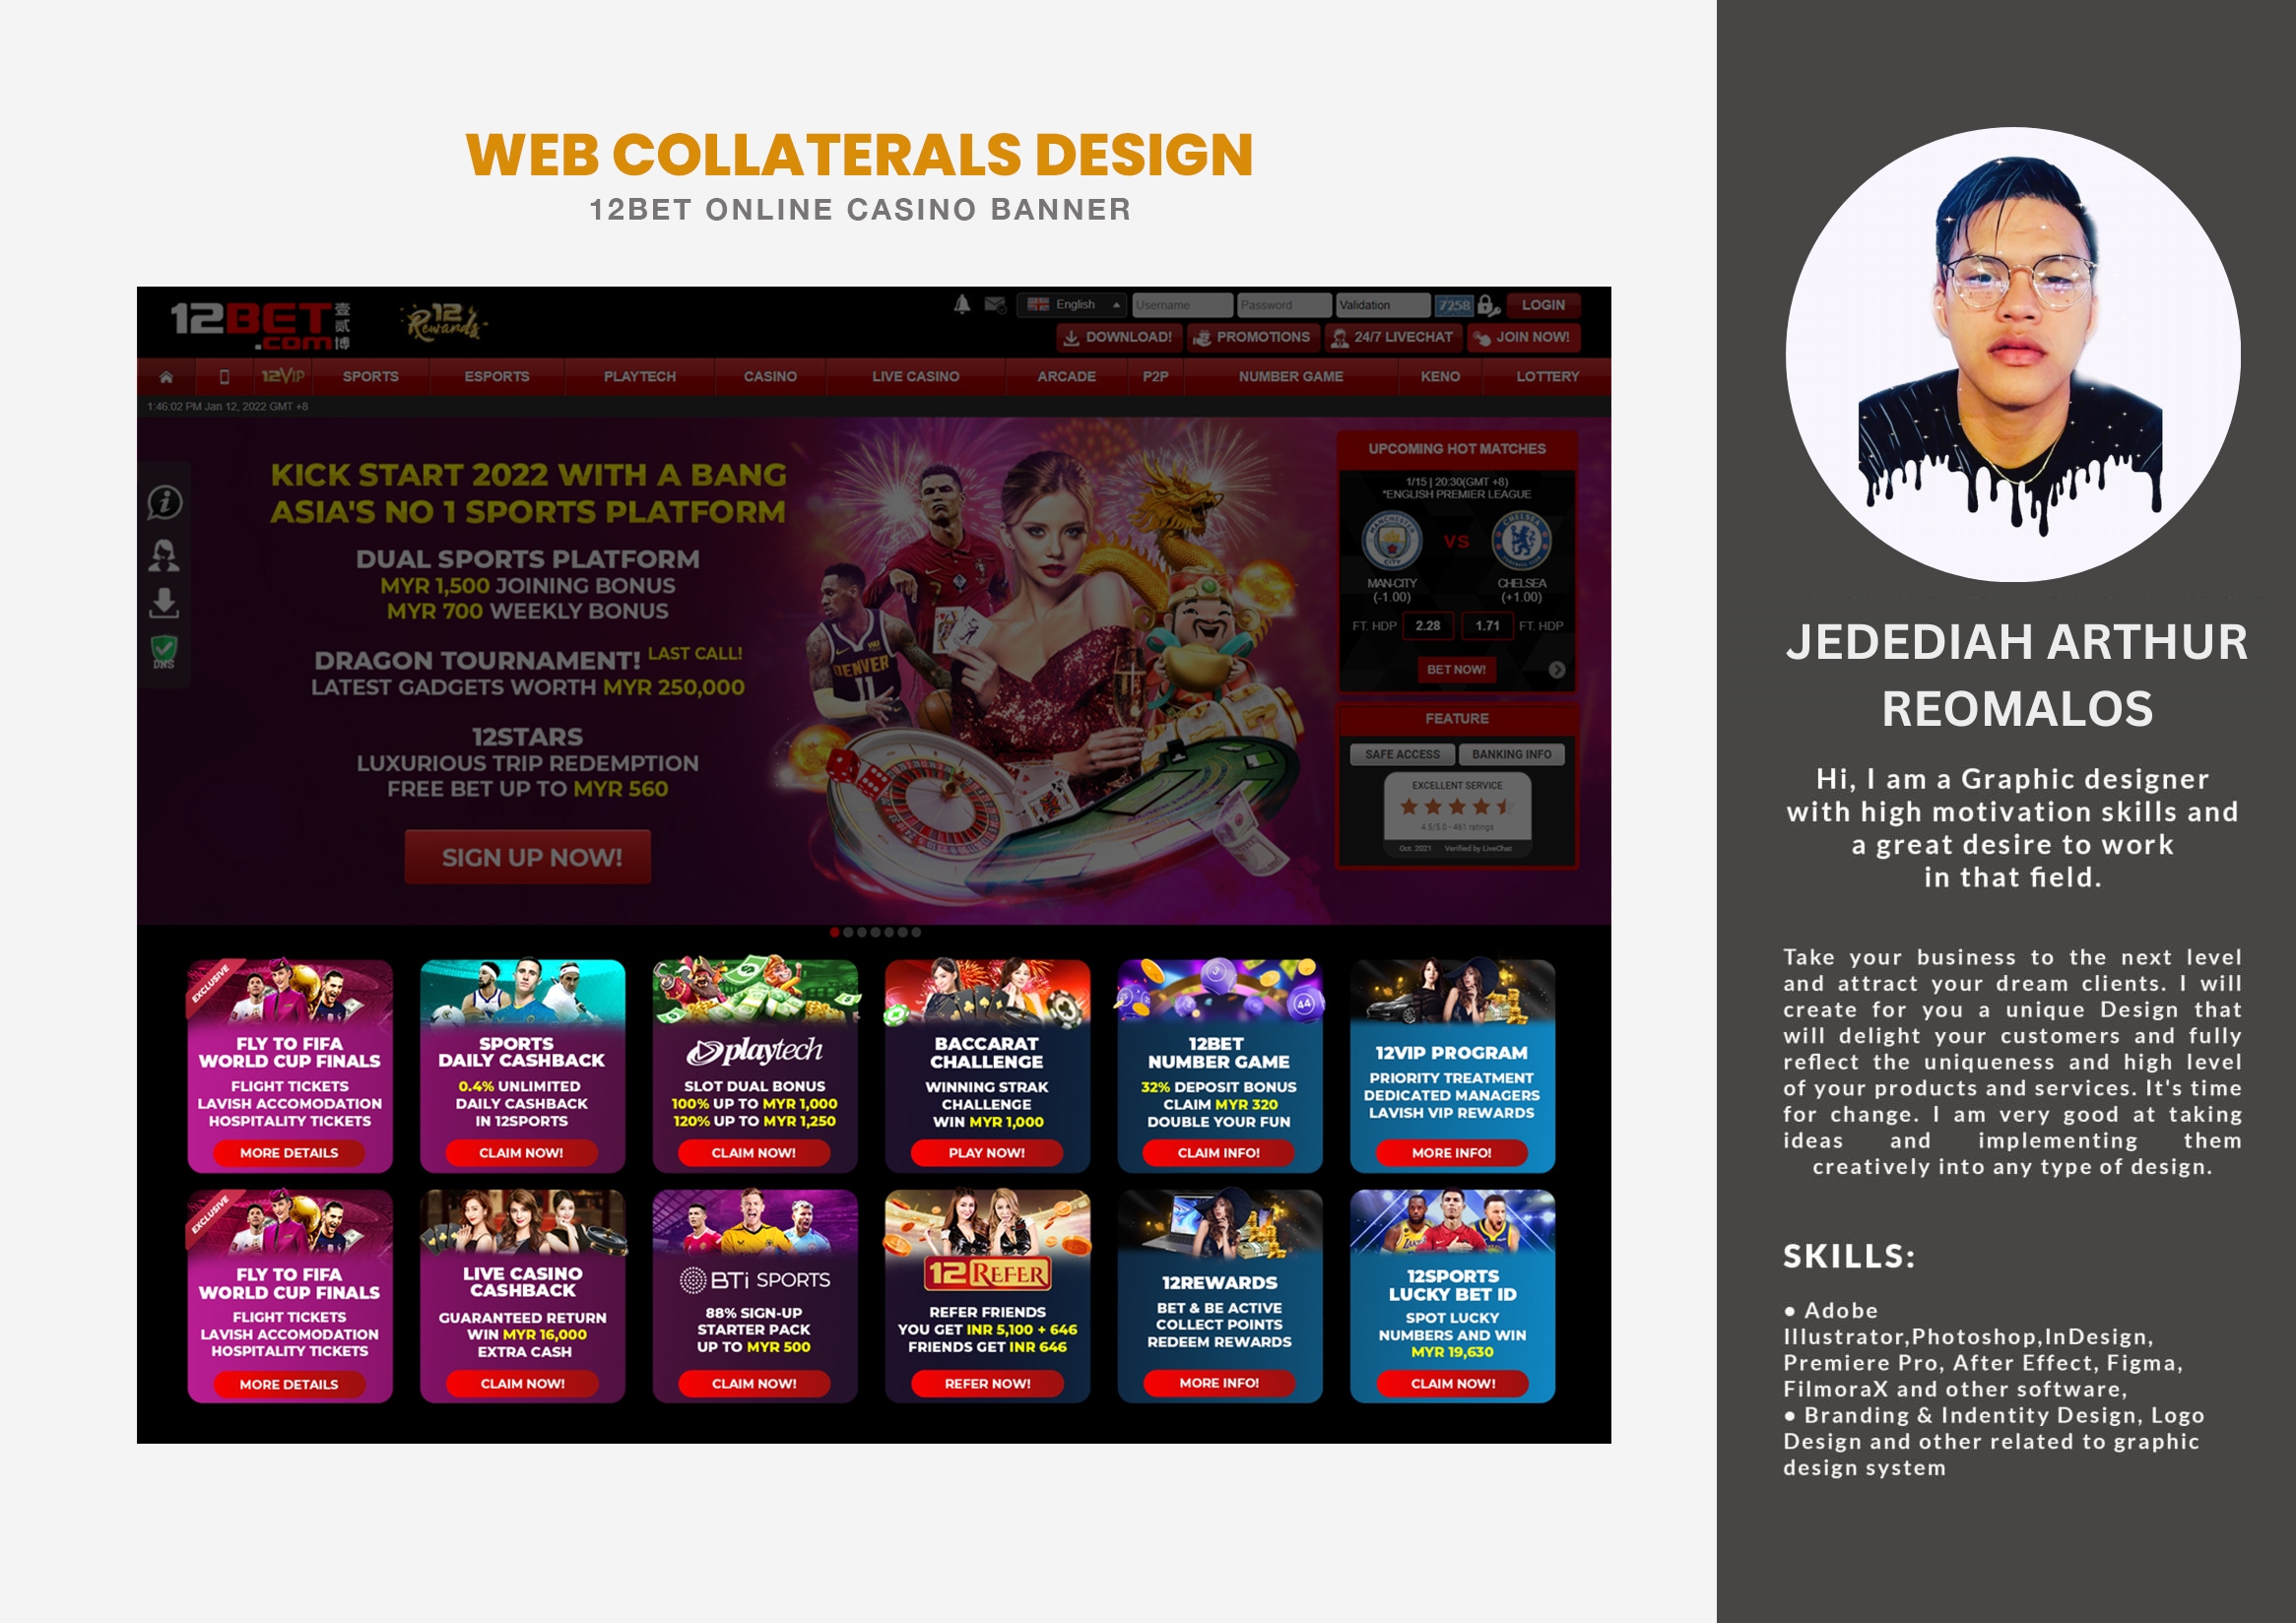 WEB COLLATERALS DESIGN
12BET ONLINE CASINO BANNER
12BET 壹贰博
.com
12 Rewards
English
Username
Password
Validation
7258
LOGIN
DOWNLOAD!
PROMOTIONS
24/7 LIVECHAT
JOIN NOW!
12VIP
SPORTS
ESPORTS
PLAYTECH
CASINO
LIVE CASINO
ARCADE
P2P
NUMBER GAME
KENO
LOTTERY
1:46:02 PM Jan 12, 2022 GMT +8
DNS
KICK START 2022 WITH A BANG
ASIA'S NO 1 SPORTS PLATFORM
DUAL SPORTS PLATFORM
MYR 1,500 JOINING BONUS
MYR 700 WEEKLY BONUS
DRAGON TOURNAMENT! LAST CALL!
LATEST GADGETS WORTH MYR 250,000
12STARS
LUXURIOUS TRIP REDEMPTION
FREE BET UP TO MYR 560
SIGN UP NOW!
DENVER
11
7
UPCOMING HOT MATCHES
1/15 | 20:30(GMT +8)
*ENGLISH PREMIER LEAGUE
MANCHESTER CITY
VS
CHELSEA
MAN-CITY
(-1.00)
CHELSEA
(+1.00)
FT. HDP 2.28 1.71 FT. HDP
BET NOW!
FEATURE
SAFE ACCESS
BANKING INFO
EXCELLENT SERVICE
4.5/5.0 - 461 ratings
Oct. 2021 Verified by LiveChat
EXCLUSIVE
FLY TO FIFA
WORLD CUP FINALS
FLIGHT TICKETS
LAVISH ACCOMODATION
HOSPITALITY TICKETS
MORE DETAILS
SPORTS
DAILY CASHBACK
0.4% UNLIMITED
DAILY CASHBACK
IN 12SPORTS
CLAIM NOW!
playtech
SLOT DUAL BONUS
100% UP TO MYR 1,000
120% UP TO MYR 1,250
CLAIM NOW!
BACCARAT
CHALLENGE
WINNING STRAK
CHALLENGE
WIN MYR 1,000
PLAY NOW!
3
44
12BET
NUMBER GAME
32% DEPOSIT BONUS
CLAIM MYR 320
DOUBLE YOUR FUN
CLAIM INFO!
12VIP PROGRAM
PRIORITY TREATMENT
DEDICATED MANAGERS
LAVISH VIP REWARDS
MORE INFO!
EXCLUSIVE
FLY TO FIFA
WORLD CUP FINALS
FLIGHT TICKETS
LAVISH ACCOMODATION
HOSPITALITY TICKETS
MORE DETAILS
LIVE CASINO
CASHBACK
GUARANTEED RETURN
WIN MYR 16,000
EXTRA CASH
CLAIM NOW!
BTi SPORTS
88% SIGN-UP
STARTER PACK
UP TO MYR 500
CLAIM NOW!
12 REFER
REFER FRIENDS
YOU GET INR 5,100 + 646
FRIENDS GET INR 646
REFER NOW!
12REWARDS
BET & BE ACTIVE
COLLECT POINTS
REDEEM REWARDS
MORE INFO!
12SPORTS
LUCKY BET ID
SPOT LUCKY
NUMBERS AND WIN
MYR 19,630
CLAIM NOW!
JEDEDIAH ARTHUR
REOMALOS
Hi, I am a Graphic designer
with high motivation skills and
a great desire to work
in that field.
Take your business to the next level
and attract your dream clients. I will
create for you a unique Design that
will delight your customers and fully
reflect the uniqueness and high level
of your products and services. It's time
for change. I am very good at taking
ideas and implementing them
creatively into any type of design.
SKILLS:
● Adobe
Illustrator,Photoshop,InDesign,
Premiere Pro, After Effect, Figma,
FilmoraX and other software,
● Branding & Indentity Design, Logo
Design and other related to graphic
design system